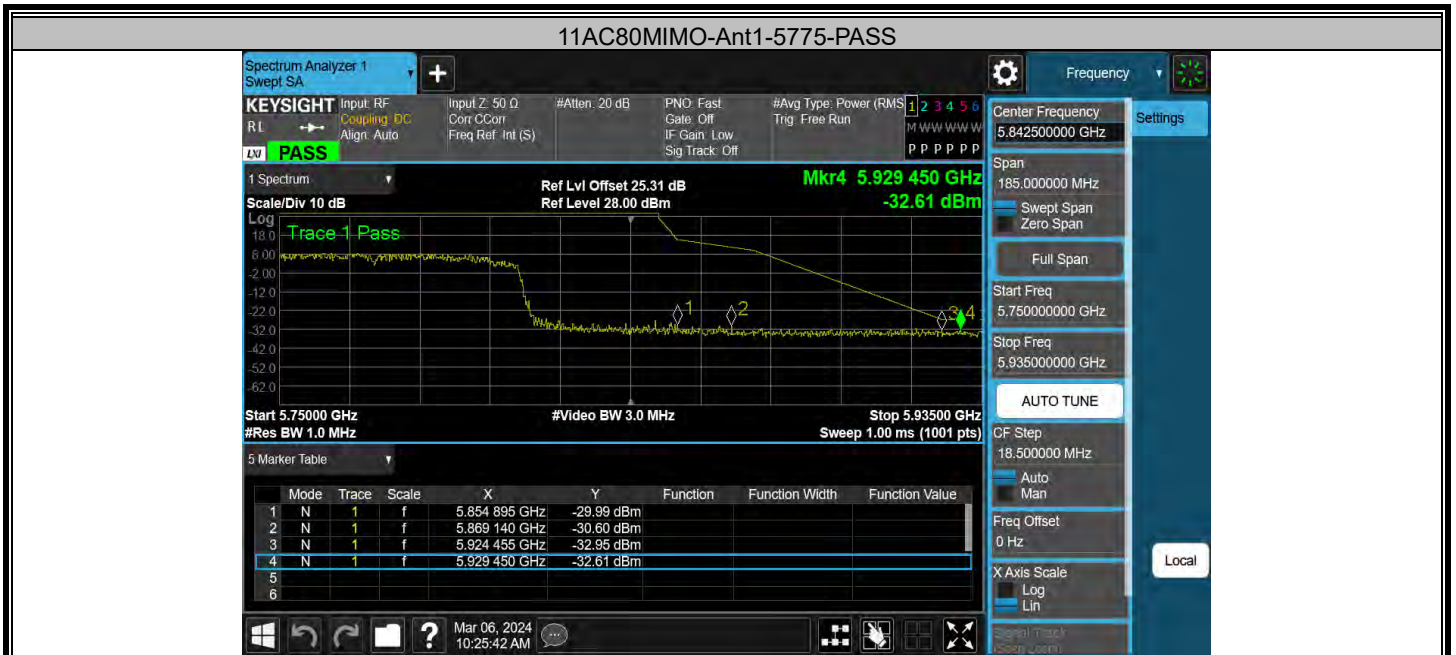 11AC80MIMO-Ant1-5775-PASS
Spectrum Analyzer 1
Swept SA
+
Frequency
KEYSIGHT
RL
LXI PASS
Input: RF
Coupling: DC
Align: Auto
Input Z: 50 Ω
Corr CCorr
Freq Ref: Int (S)
#Atten: 20 dB
PNO: Fast
Gate: Off
IF Gain: Low
Sig Track: Off
#Avg Type: Power (RMS
Trig: Free Run
1 2 3 4 5 6
M W W W W W
P P P P P P
Settings
Center Frequency
5.842500000 GHz
Span
185.000000 MHz
Swept Span
Zero Span
Full Span
Start Freq
5.750000000 GHz
Stop Freq
5.935000000 GHz
AUTO TUNE
CF Step
18.500000 MHz
Auto
Man
Freq Offset
0 Hz
X Axis Scale
Log
Lin
Signal Track
(Span Zoom)
Local
1 Spectrum
Scale/Div 10 dB
Ref Lvl Offset 25.31 dB
Ref Level 28.00 dBm
Mkr4 5.929 450 GHz
-32.61 dBm
Log
Trace 1 Pass
18.0
8.00
-2.00
-12.0
-22.0
-32.0
-42.0
-52.0
-62.0
1 2 3 4
Start 5.75000 GHz #Video BW 3.0 MHz Stop 5.93500 GHz
#Res BW 1.0 MHz Sweep 1.00 ms (1001 pts)
5 Marker Table
Mode Trace Scale X Y Function Function Width Function Value
1 N 1 f 5.854 895 GHz -29.99 dBm
2 N 1 f 5.869 140 GHz -30.60 dBm
3 N 1 f 5.924 455 GHz -32.95 dBm
4 N 1 f 5.929 450 GHz -32.61 dBm
5
6
?
Mar 06, 2024
10:25:42 AM